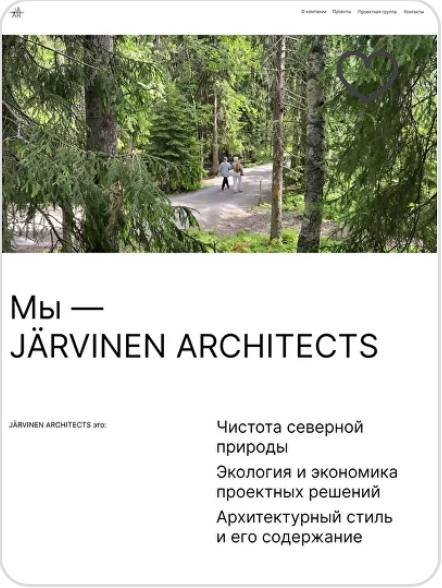 О компании Проекты Проектная группа Контакты
Мы —
JÄRVINEN ARCHITECTS
JÄRVINEN ARCHITECTS это:
Чистота северной
природы
Экология и экономика
проектных решений
Архитектурный стиль
и его содержание